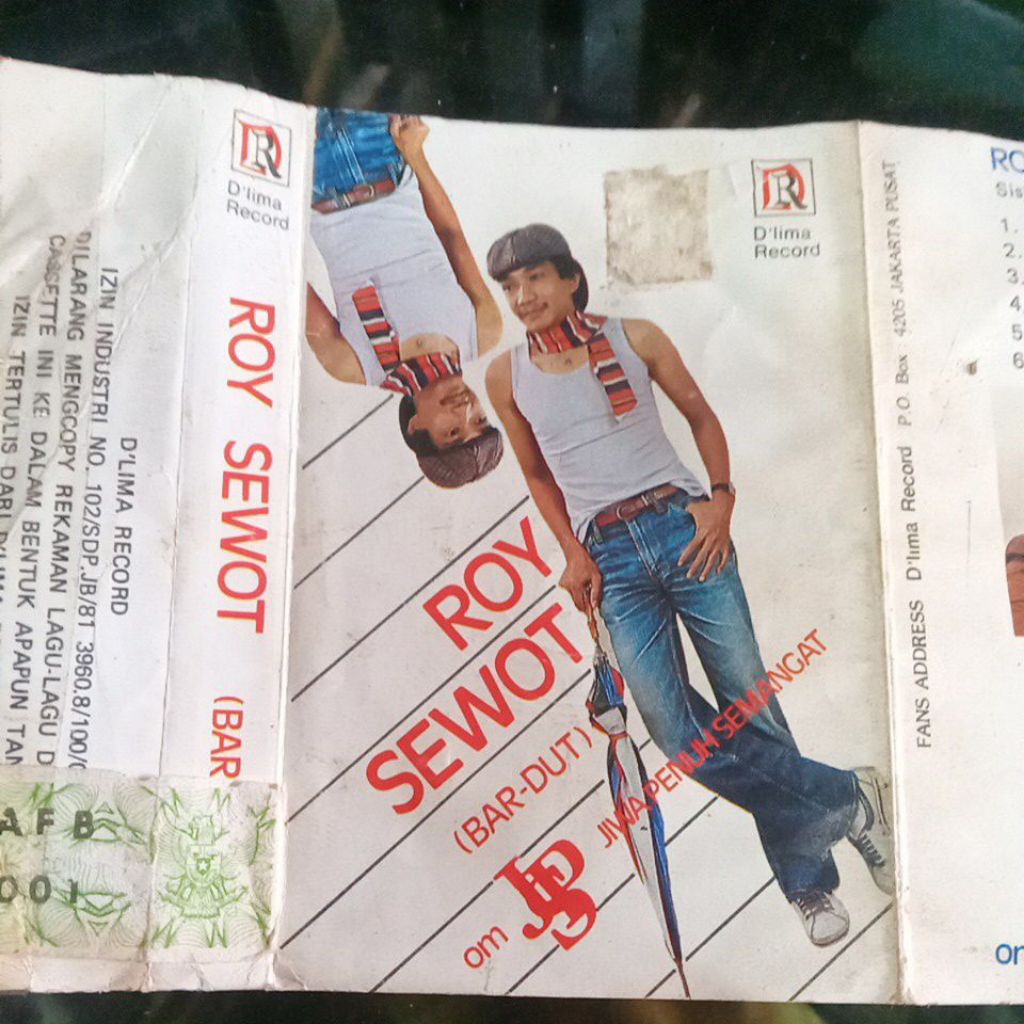 D'LIMA RECORD
IZIN INDUSTRI NO. 102/SDP.JB/81 3960.8/100/
DILARANG MENGCOPY REKAMAN LAGU-LAGU D
CASSETTE INI KE DALAM BENTUK APAPUN TAN
IZIN TERTULIS DARI
001
DR
D'lima
Record
ROY SEWOT (BAR
DR
D'lima
Record
ROY
SEWOT
(BAR-DUT)
om
JIWA PENUH SEMANGAT
FANS ADDRESS D'lima Record P.O. Box 4205 JAKARTA PUSAT
RO
Sis
1.
2.
3.
4.
5
6
or